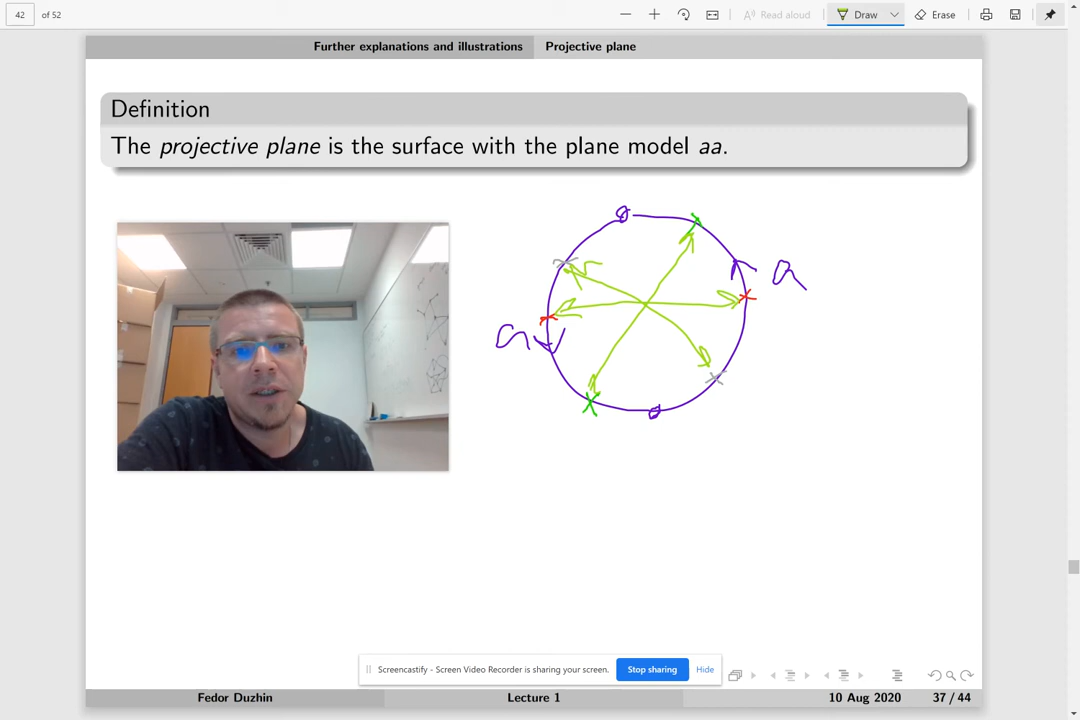 42 of 52
Read aloud
Draw
Erase
Further explanations and illustrations
Projective plane
Definition
The projective plane is the surface with the plane model aa.
a
a
Screencastify - Screen Video Recorder is sharing your screen.
Stop sharing
Hide
Fedor Duzhin
Lecture 1
10 Aug 2020
37 / 44